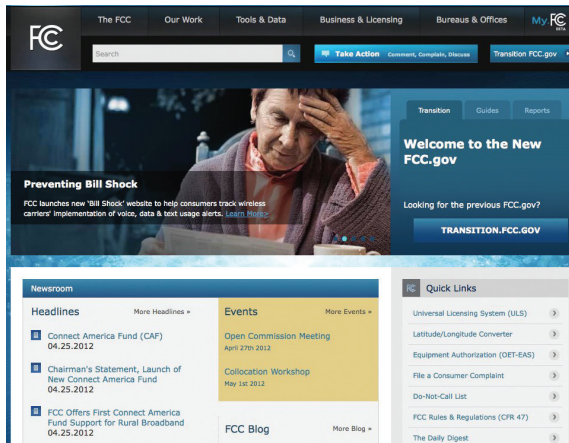 The FCC
Our Work
Tools & Data
Business & Licensing
Bureaus & Offices
My FCC
BETA
FCC
Search
Take Action Comment, Complain, Discuss
Transition FCC.gov
Transition
Guides
Reports
Welcome to the New
FCC.gov
Preventing Bill Shock
FCC launches new 'Bill Shock' website to help consumers track wireless
carriers' implementation of voice, data & text usage alerts. Learn More>
Looking for the previous FCC.gov?
TRANSITION.FCC.GOV
Newsroom
Headlines
More Headlines »
Connect America Fund (CAF)
04.25.2012
Chairman's Statement, Launch of
New Connect America Fund
04.25.2012
FCC Offers First Connect America
Fund Support for Rural Broadband
04.25.2012
Events
More Events »
Open Commission Meeting
April 27th 2012
Collocation Workshop
May 1st 2012
FCC Blog
More Blog »
FCC
Quick Links
Universal Licensing System (ULS)
Latitude/Longitude Converter
Equipment Authorization (OET-EAS)
File a Consumer Complaint
Do-Not-Call List
FCC Rules & Regulations (CFR 47)
The Daily Digest